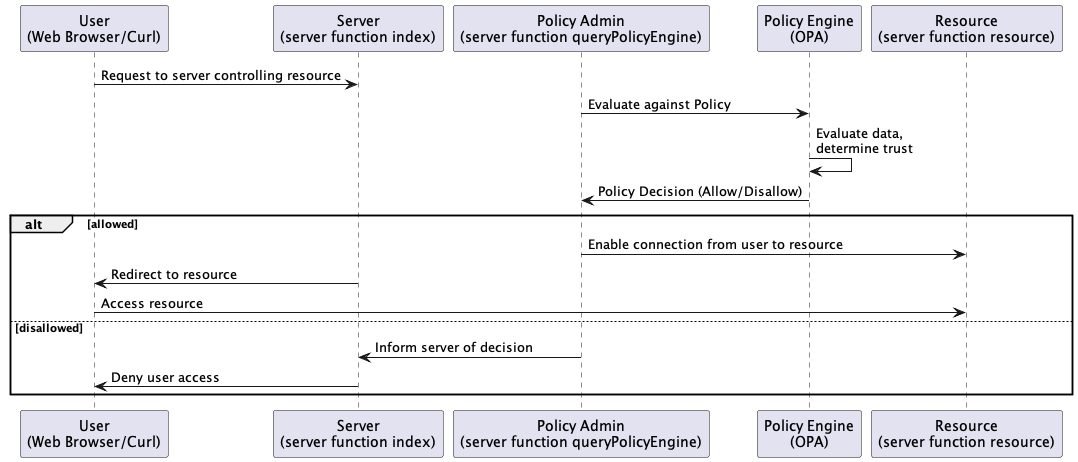 User
(Web Browser/Curl)
Server
(server function index)
Policy Admin
(server function queryPolicyEngine)
Policy Engine
(OPA)
Resource
(server function resource)
Request to server controlling resource
Evaluate against Policy
Evaluate data,
determine trust
Policy Decision (Allow/Disallow)
alt
[allowed]
Enable connection from user to resource
Redirect to resource
Access resource
[disallowed]
Inform server of decision
Deny user access
User
(Web Browser/Curl)
Server
(server function index)
Policy Admin
(server function queryPolicyEngine)
Policy Engine
(OPA)
Resource
(server function resource)